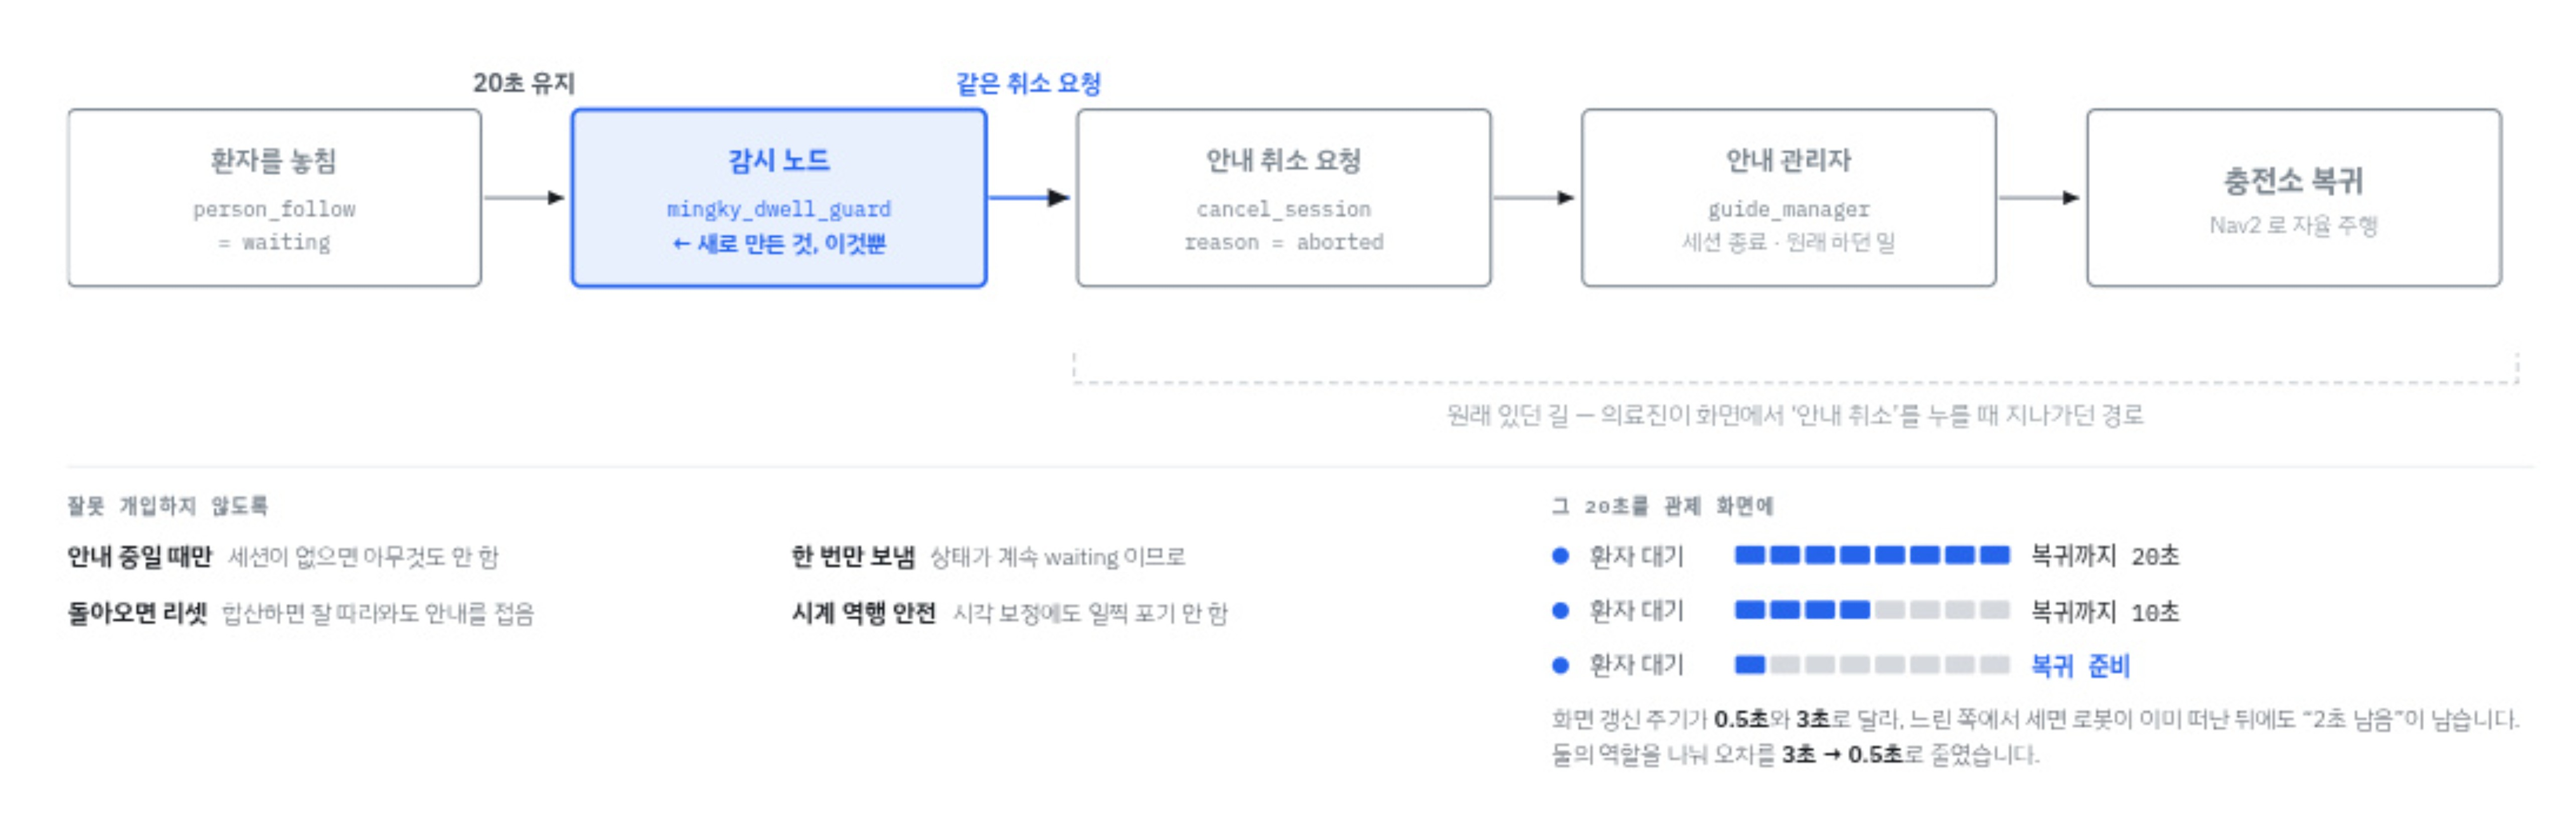 20초 유지
같은 취소 요청
환자를 놓침
person_follow
= waiting
감시 노드
mingky_dwell_guard
← 새로 만든 것, 이것뿐
안내 취소 요청
cancel_session
reason = aborted
안내 관리자
guide_manager
세션 종료 · 원래 하던 일
충전소 복귀
Nav2 로 자율 주행
원래 있던 길 — 의료진이 화면에서 '안내 취소'를 누를 때 지나가던 경로
잘못 개입하지 않도록
안내 중일 때만 세션이 없으면 아무것도 안 함
한 번만 보냄 상태가 계속 waiting 이므로
돌아오면 리셋 합산하면 잘 따라와도 안내를 접음
시계 역행 안전 시각 보정에도 일찍 포기 안 함
그 20초를 관제 화면에
환자 대기 복귀까지 20초
환자 대기 복귀까지 10초
환자 대기 복귀 준비
화면 갱신 주기가 0.5초와 3초로 달라, 느린 쪽에서 세면 로봇이 이미 떠난 뒤에도 "2초 남음"이 남습니다.
둘의 역할을 나눠 오차를 3초 → 0.5초로 줄였습니다.